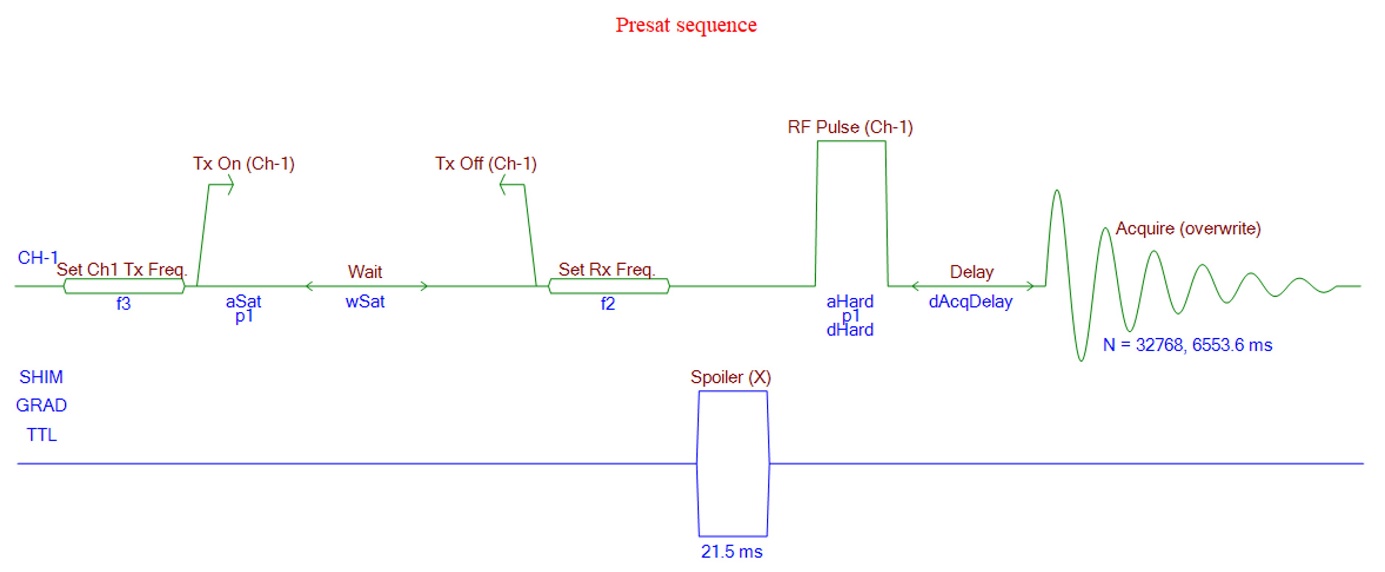 Presat sequence
RF Pulse (Ch-1)
Tx On (Ch-1)
Tx Off (Ch-1)
Acquire (overwrite)
CH-1
Set Ch1 Tx Freq.
Wait
Set Rx Freq.
Delay
f3
aSat
p1
wSat
f2
aHard
p1
dHard
dAcqDelay
N = 32768, 6553.6 ms
SHIM
GRAD
TTL
Spoiler (X)
21.5 ms